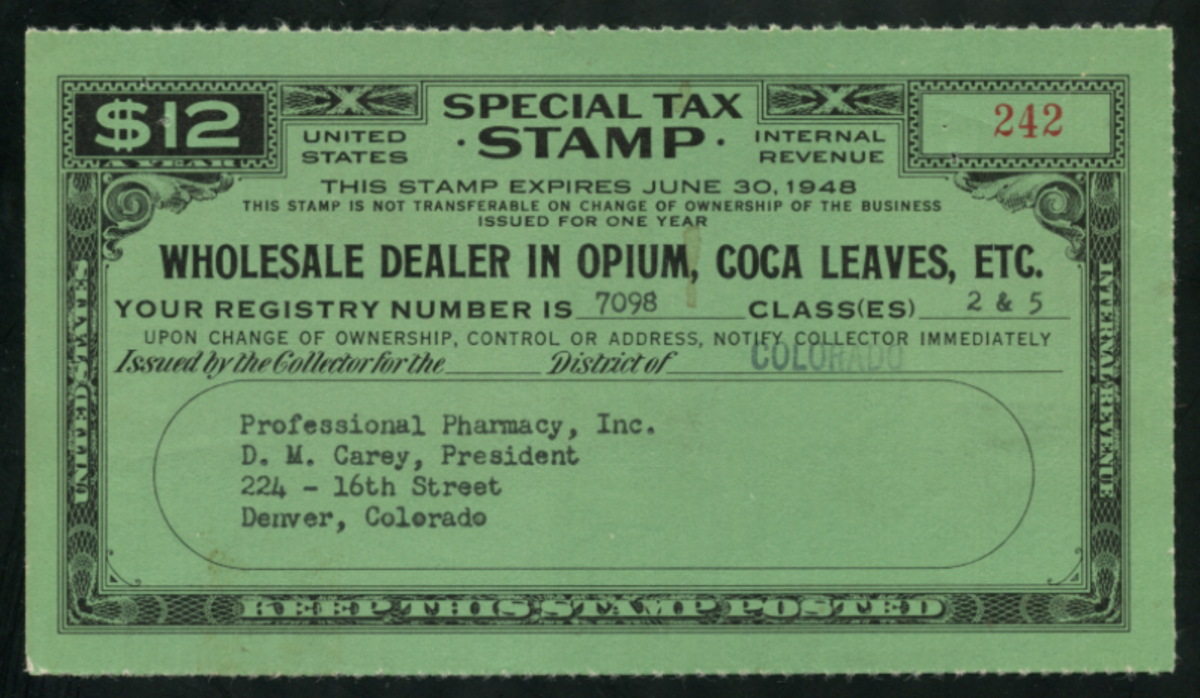 $12
A YEAR
UNITED STATES
SPECIAL TAX
· STAMP ·
INTERNAL REVENUE
242
THIS STAMP EXPIRES JUNE 30, 1948
THIS STAMP IS NOT TRANSFERABLE ON CHANGE OF OWNERSHIP OF THE BUSINESS
ISSUED FOR ONE YEAR
WHOLESALE DEALER IN OPIUM, COCA LEAVES, ETC.
YOUR REGISTRY NUMBER IS 7098 CLASS(ES) 2 & 5
UPON CHANGE OF OWNERSHIP, CONTROL OR ADDRESS, NOTIFY COLLECTOR IMMEDIATELY
Issued by the Collector for the District of COLORADO
Professional Pharmacy, Inc.
D. M. Carey, President
224 - 16th Street
Denver, Colorado
INTERNAL REVENUE
KEEP THIS STAMP POSTED